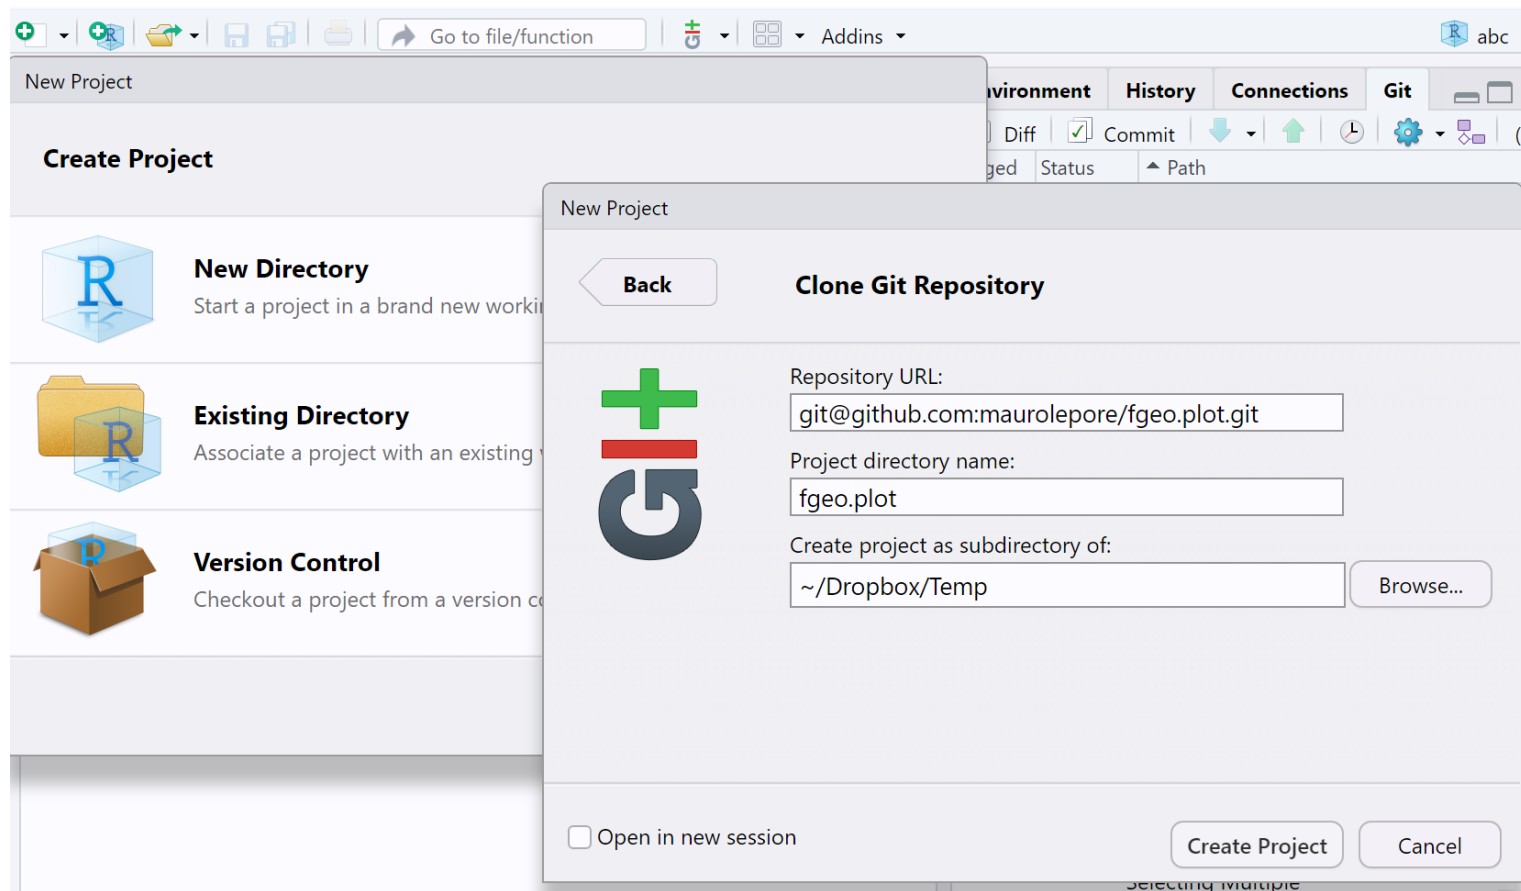 Go to file/function
Addins
abc
New Project
Create Project
New Directory
Start a project in a brand new
Existing Directory
Associate a project with an existing
Version Control
Checkout a project from a version
History
Connections
Git
Diff
Commit
Status
Path
New Project
Back
Clone Git Repository
GIt
Repository URL:
git@github.com:maurolepore/fgeo.plot.git
Project directory name:
fgeo.plot
Create project as subdirectory of:
~/Dropbox/Temp
Browse...
Open in new session
Create Project
Cancel